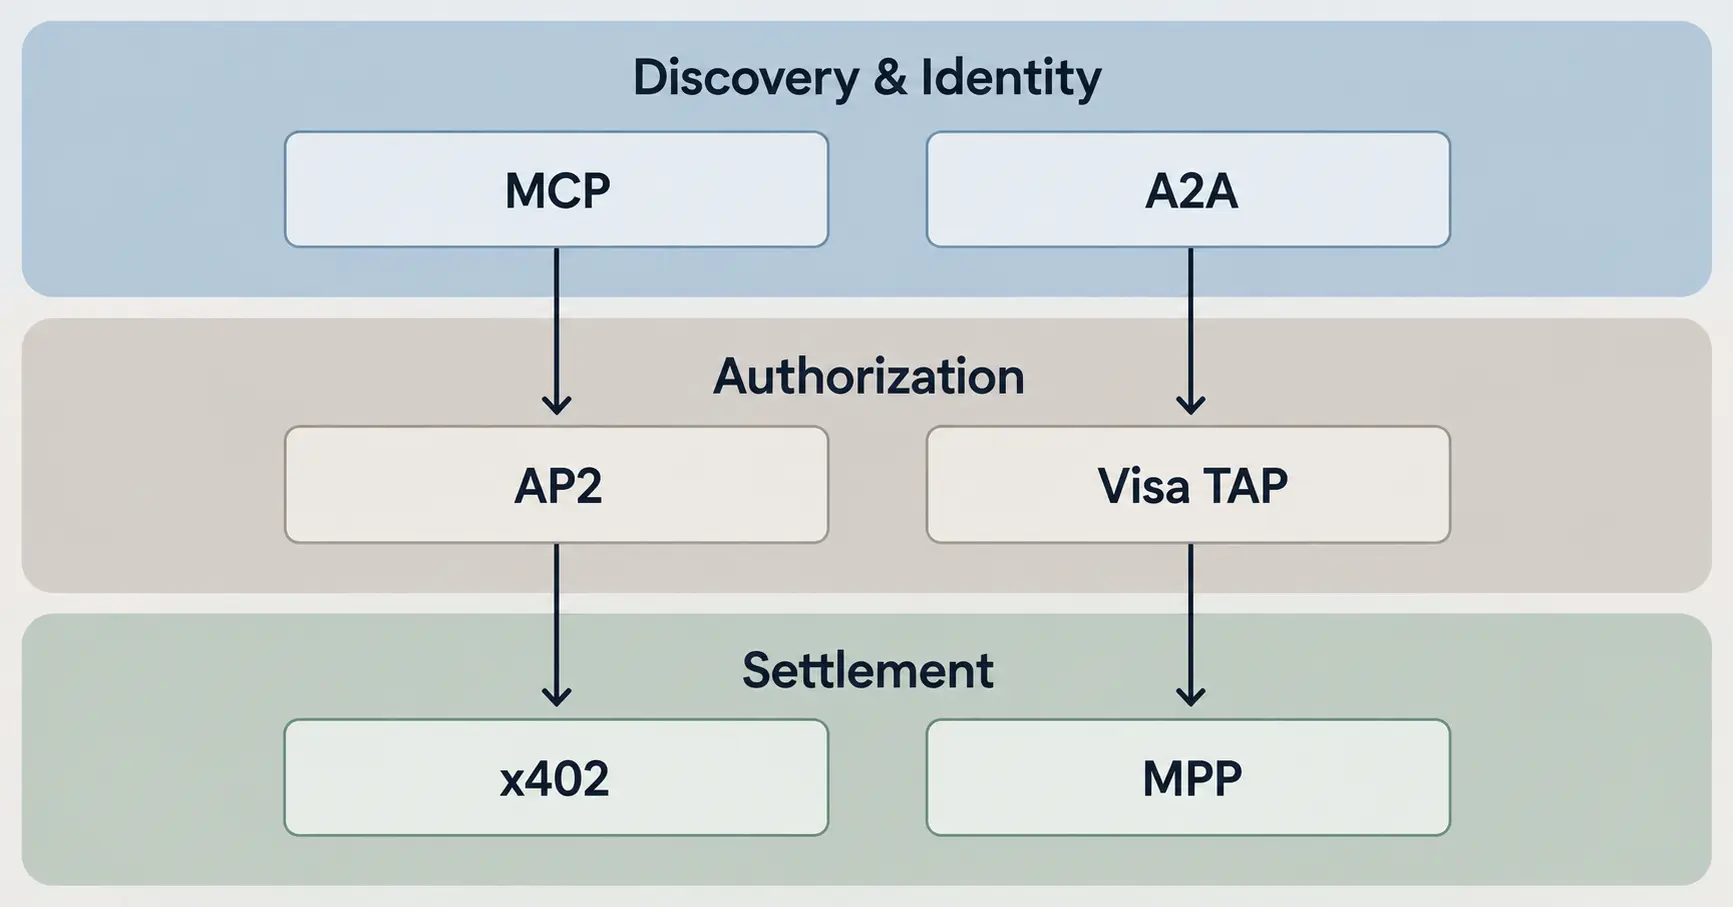 Discovery & Identity
MCP
A2A
Authorization
AP2
Visa TAP
Settlement
x402
MPP